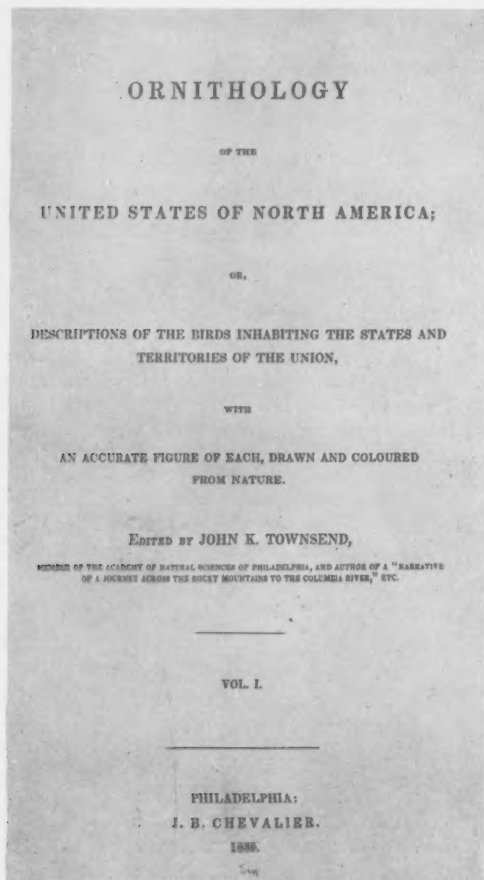 ORNITHOLOGY
OF THE
UNITED STATES OF NORTH AMERICA;
OR,
DESCRIPTIONS OF THE BIRDS INHABITING THE STATES AND
TERRITORIES OF THE UNION,
WITH
AN ACCURATE FIGURE OF EACH, DRAWN AND COLOURED
FROM NATURE.
EDITED BY JOHN K. TOWNSEND,
MEMBER OF THE ACADEMY OF NATURAL SCIENCES OF PHILADELPHIA, AND AUTHOR OF A "NARRATIVE
OF A JOURNEY ACROSS THE ROCKY MOUNTAINS TO THE COLUMBIA RIVER," ETC.
VOL. I.
PHILADELPHIA:
J. B. CHEVALIER.